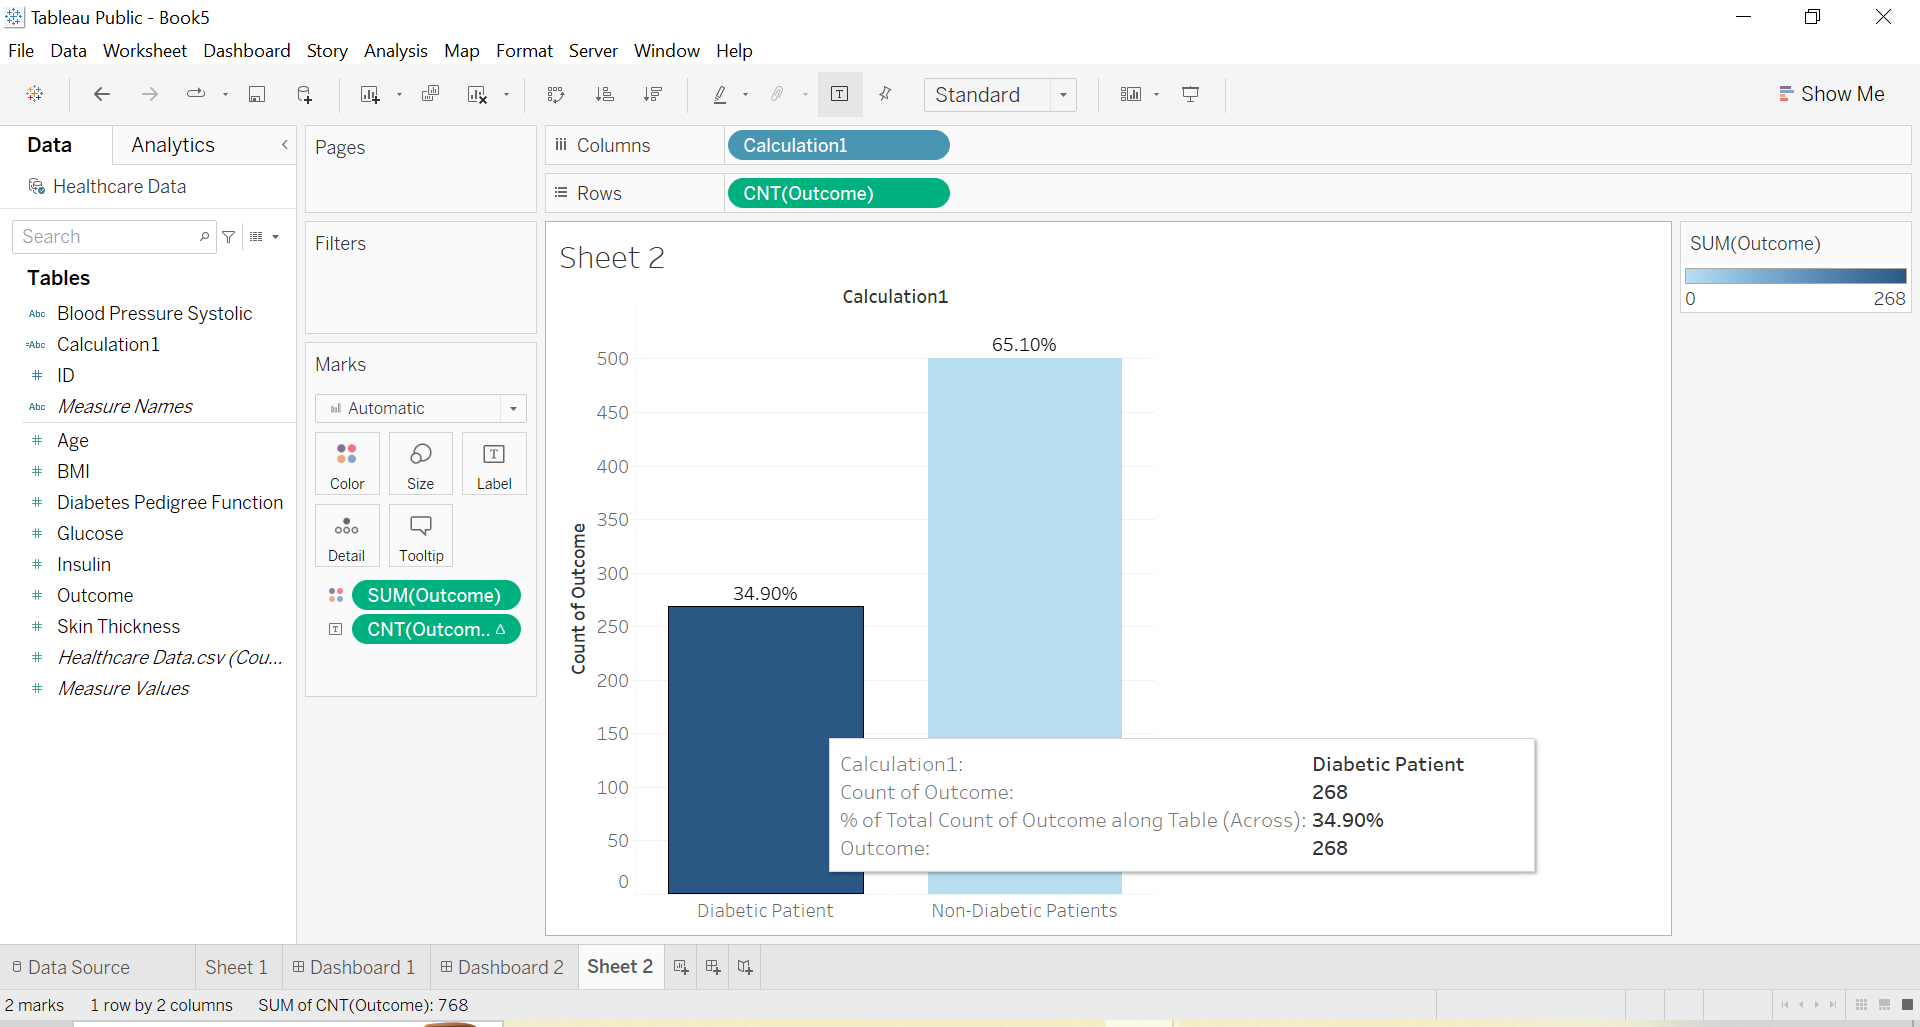 Tableau Public - Book5
File Data Worksheet Dashboard Story Analysis Map Format Server Window Help
Standard
Show Me
Data Analytics
Healthcare Data
Search
Tables
Abc Blood Pressure Systolic
=Abc Calculation1
# ID
Abc Measure Names
# Age
# BMI
# Diabetes Pedigree Function
# Glucose
# Insulin
# Outcome
# Skin Thickness
# Healthcare Data.csv (Cou...
# Measure Values
Pages
Filters
Marks
Automatic
Color Size Label
Detail Tooltip
SUM(Outcome)
CNT(Outcom.. Δ
Columns Calculation1
Rows CNT(Outcome)
Sheet 2
Calculation1
Count of Outcome
500
450
400
350
300
250
200
150
100
50
0
34.90%
65.10%
Diabetic Patient Non-Diabetic Patients
Calculation1: Diabetic Patient
Count of Outcome: 268
% of Total Count of Outcome along Table (Across): 34.90%
Outcome: 268
SUM(Outcome)
0 268
Data Source Sheet 1 Dashboard 1 Dashboard 2 Sheet 2
2 marks 1 row by 2 columns SUM of CNT(Outcome): 768